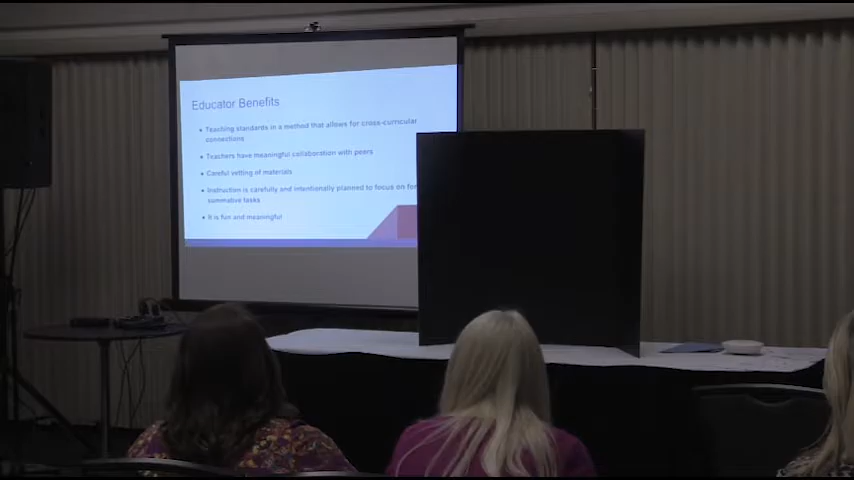 Educator Benefits
• Teaching standards in a method that allows for cross-curricular
connections
• Teachers have meaningful collaboration with peers
• Careful vetting of materials
• Instruction is carefully and intentionally planned to focus on
summative tasks
• It is fun and meaningful